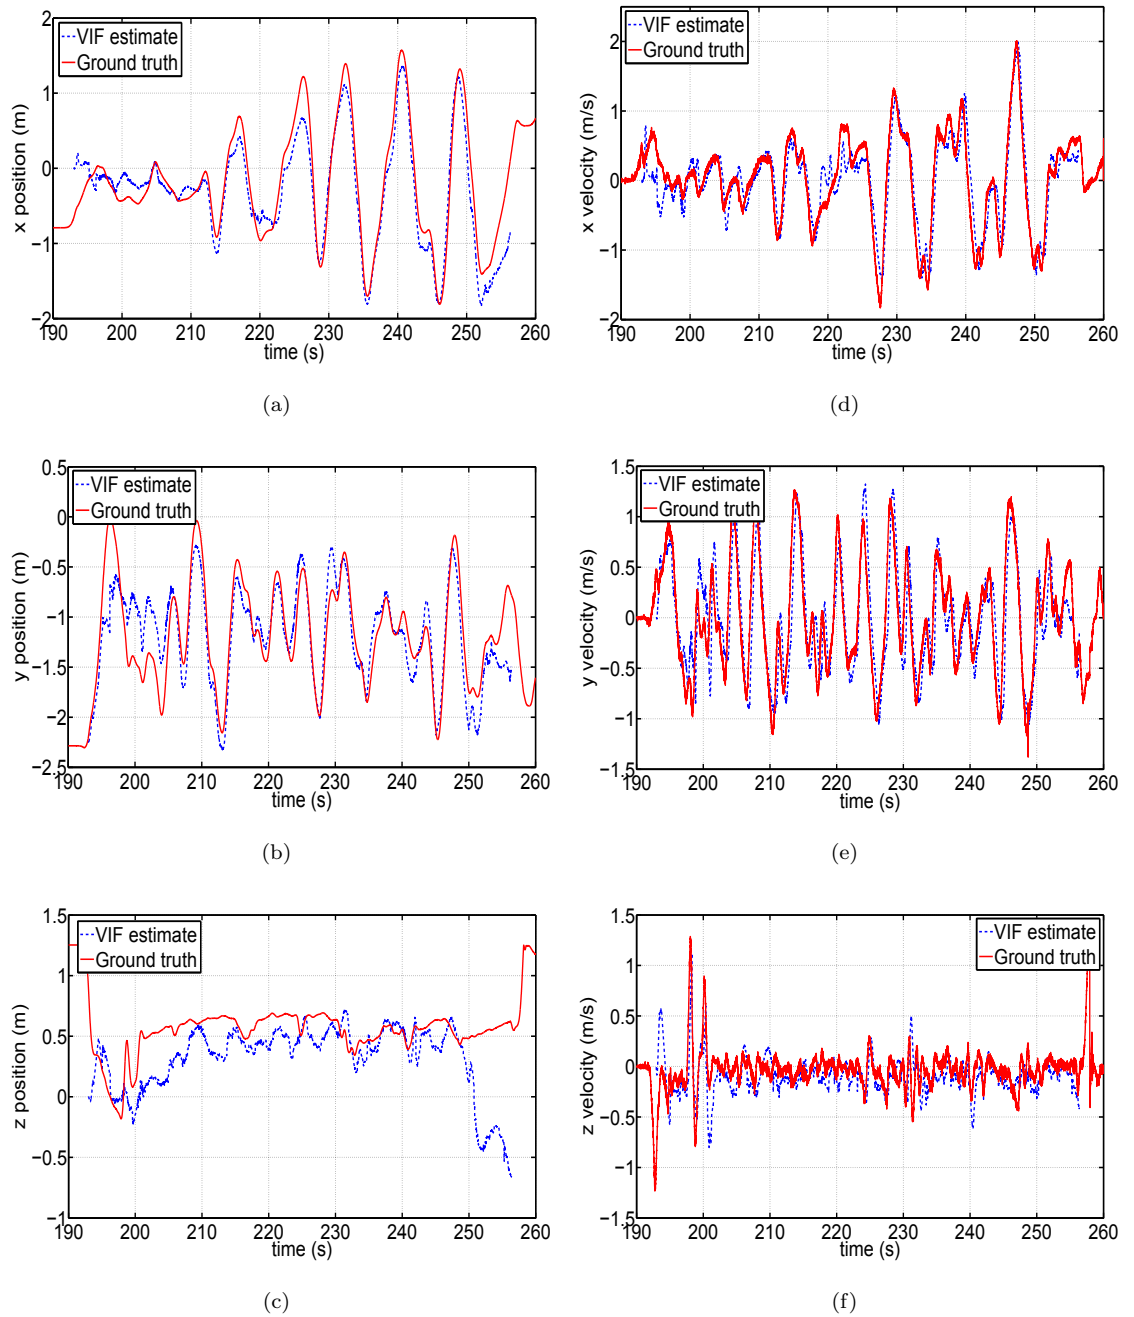 VIF estimate
Ground truth
2
1
0
−1
−2
190 200 210 220 230 240 250 260
x position (m)
time (s)
(a)
VIF estimate
Ground truth
2
1
0
−1
−2
190 200 210 220 230 240 250 260
x velocity (m/s)
time (s)
(d)
VIF estimate
Ground truth
0.5
0
−0.5
−1
−1.5
−2
−2.5
190 200 210 220 230 240 250 260
y position (m)
time (s)
(b)
VIF estimate
Ground truth
1.5
1
0.5
0
−0.5
−1
−1.5
190 200 210 220 230 240 250 260
y velocity (m/s)
time (s)
(e)
VIF estimate
Ground truth
1.5
1
0.5
0
−0.5
−1
190 200 210 220 230 240 250 260
z position (m)
time (s)
(c)
VIF estimate
Ground truth
1.5
1
0.5
0
−0.5
−1
−1.5
190 200 210 220 230 240 250 260
z velocity (m/s)
time (s)
(f)